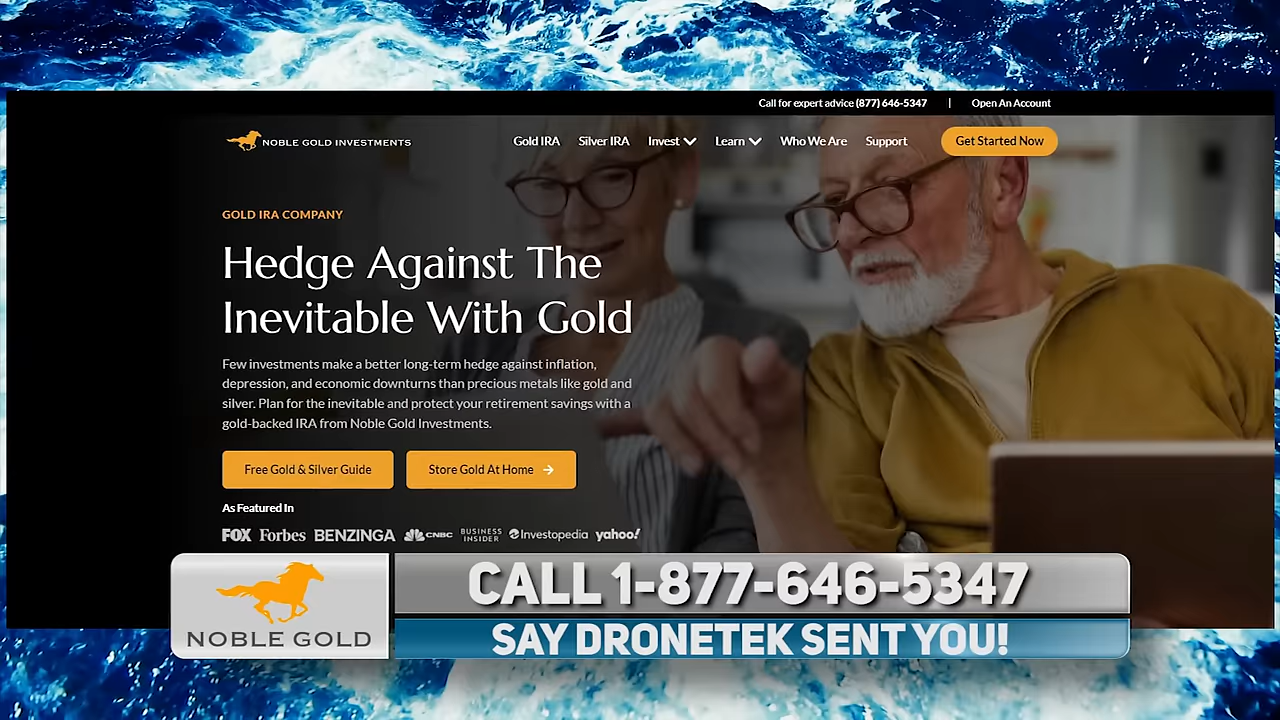 Call for expert advice (877) 646-5347 | Open An Account
NOBLE GOLD INVESTMENTS Gold IRA Silver IRA Invest Learn Who We Are Support Get Started Now
GOLD IRA COMPANY
Hedge Against The
Inevitable With Gold
Few investments make a better long-term hedge against inflation,
depression, and economic downturns than precious metals like gold and
silver. Plan for the inevitable and protect your retirement savings with a
gold-backed IRA from Noble Gold Investments.
Free Gold & Silver Guide Store Gold At Home →
As Featured In
FOX Forbes BENZINGA CNBC BUSINESS INSIDER Investopedia yahoo!
CALL 1-877-646-5347
NOBLE GOLD
SAY DRONETEK SENT YOU!